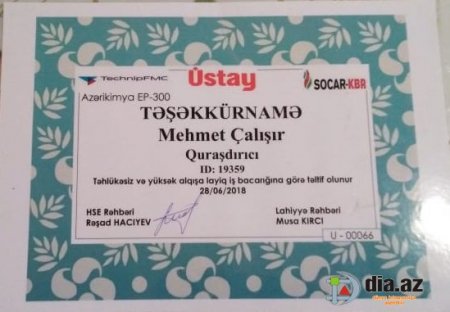 TechnipFMC Üstay SOCAR-KBR
Azərikimya EP-300
TƏŞƏKKÜRNAMƏ
Mehmet Çalışır
Quraşdırıcı
ID: 19359
Təhlükəsiz və yüksək alqışa layiq iş bacarığına görə təltif olunur
28/06/2018
HSE Rəhbəri Lahiyyə Rəhbəri
Rəşad HACIYEV Musa KIRCI
U - 00066
dia.az